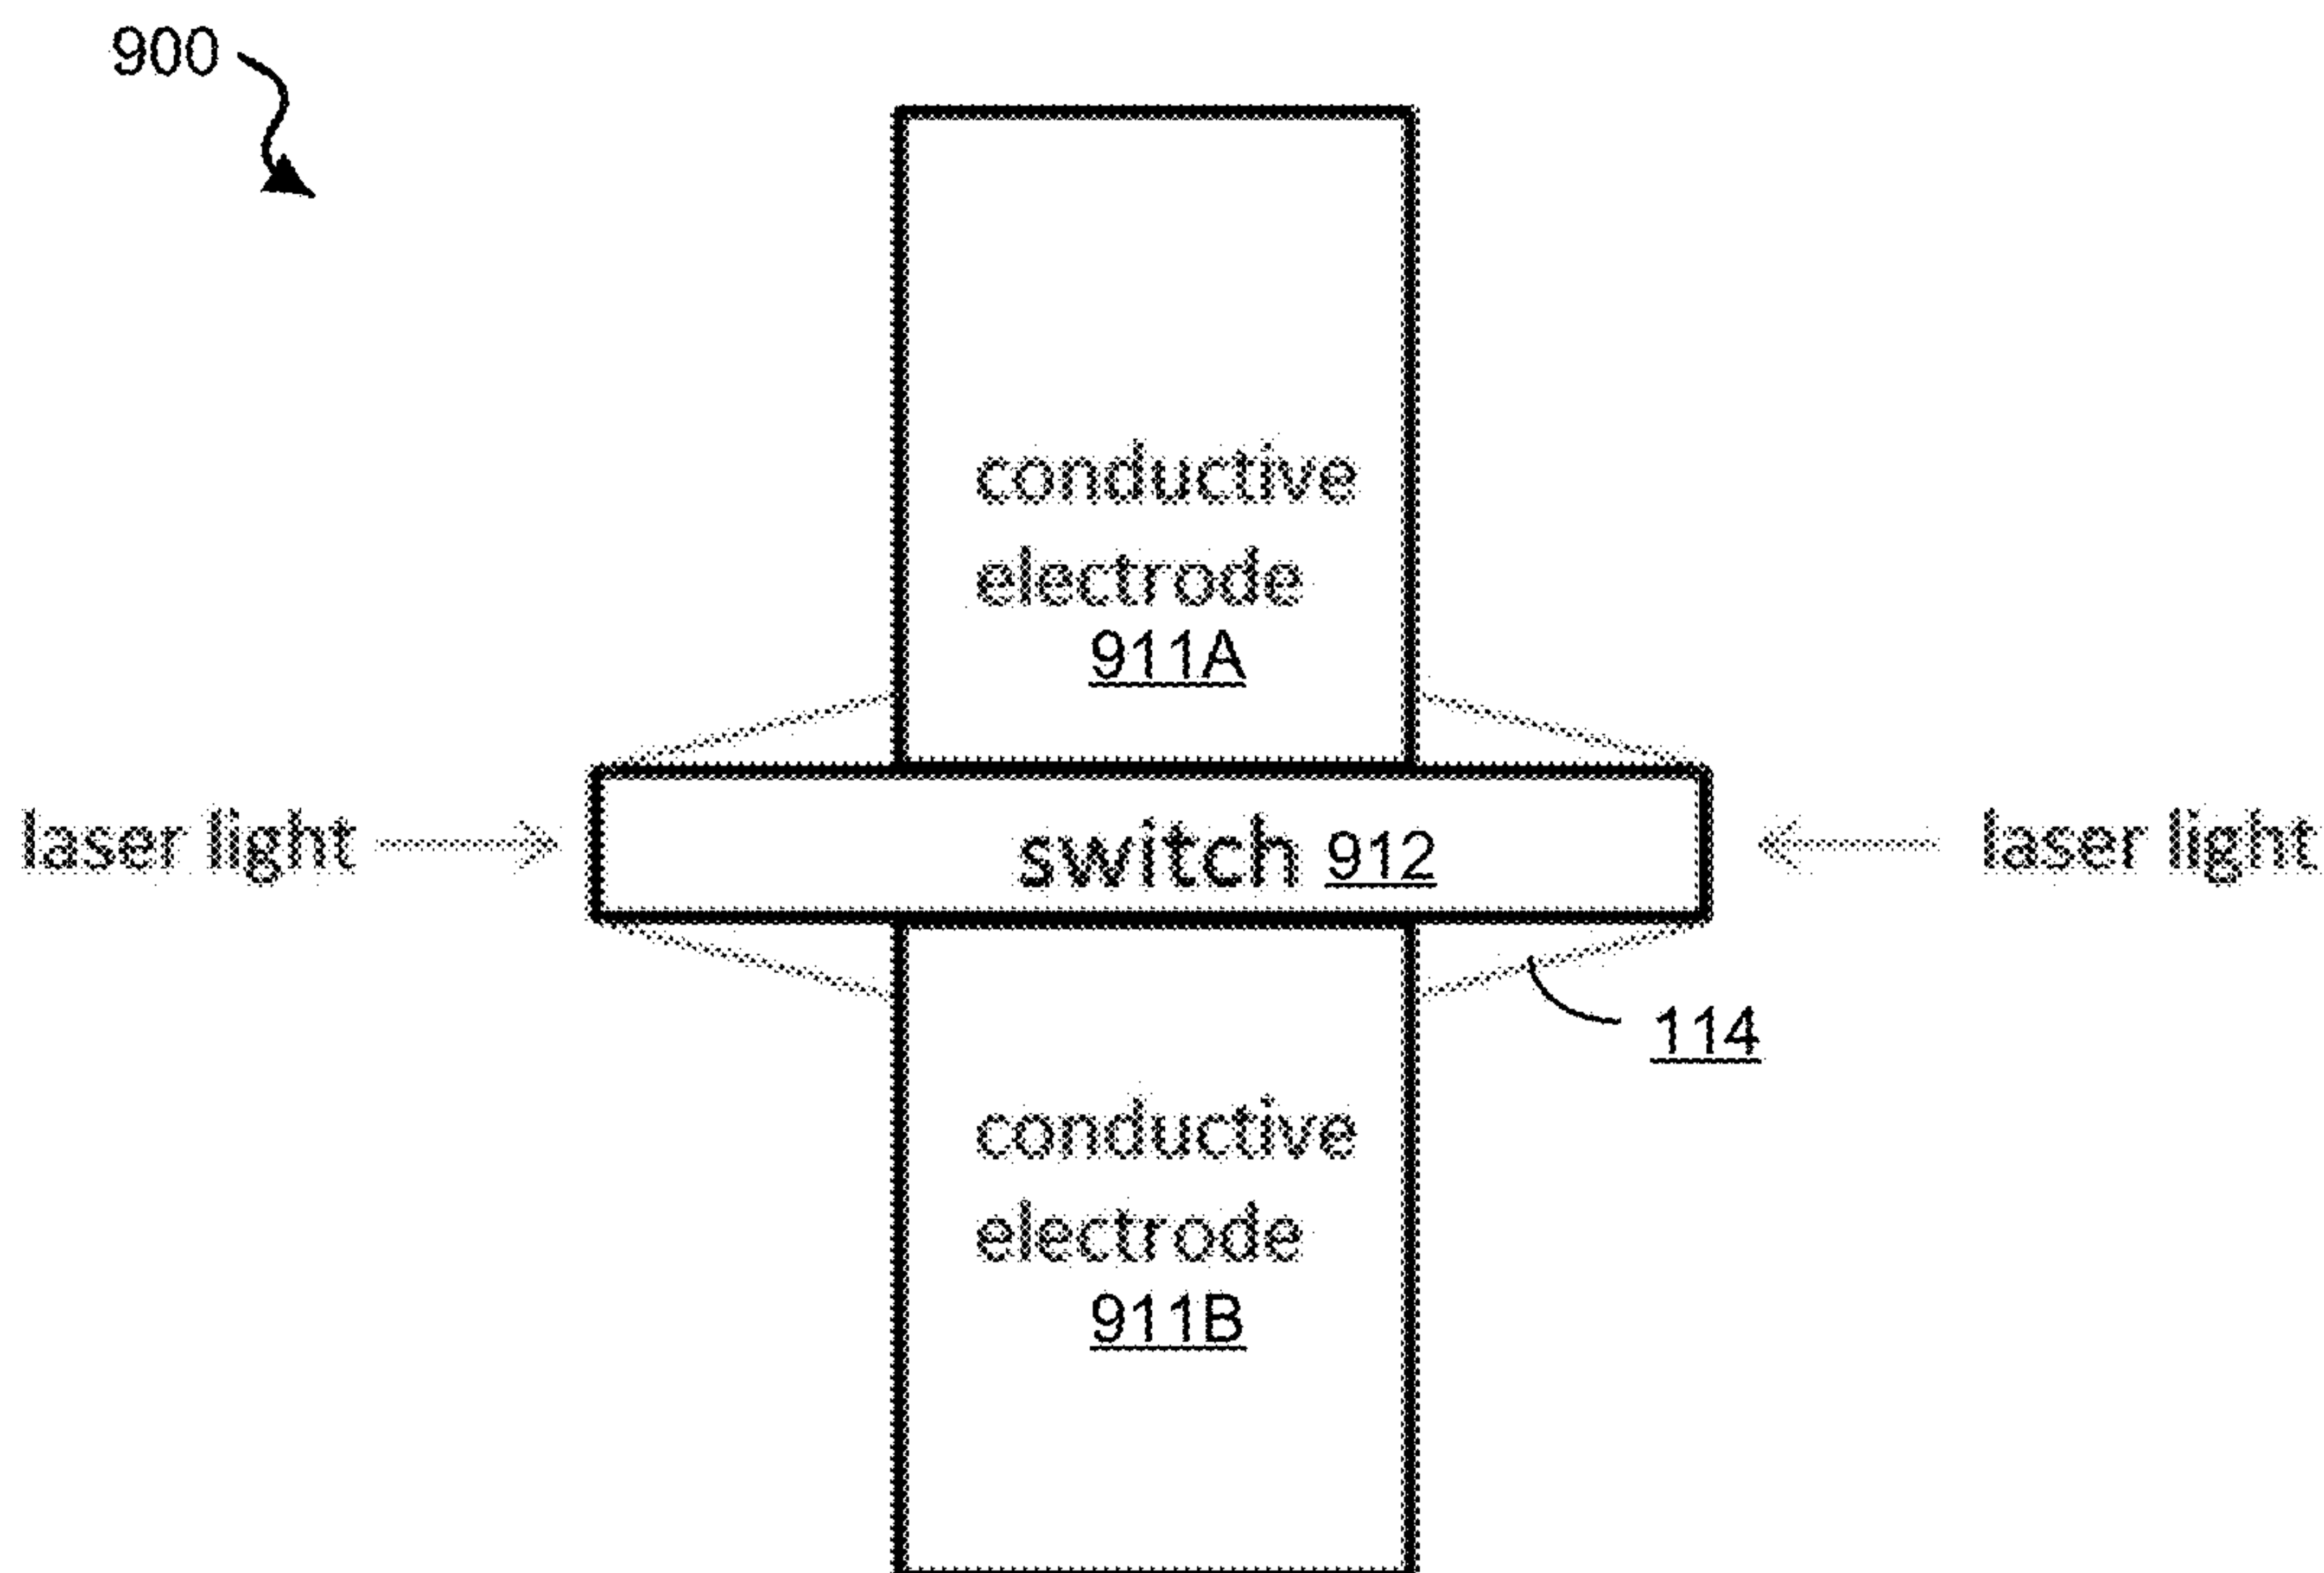 900
conductive
electrode
911A
laser light
switch 912
laser light
114
conductive
electrode
911B